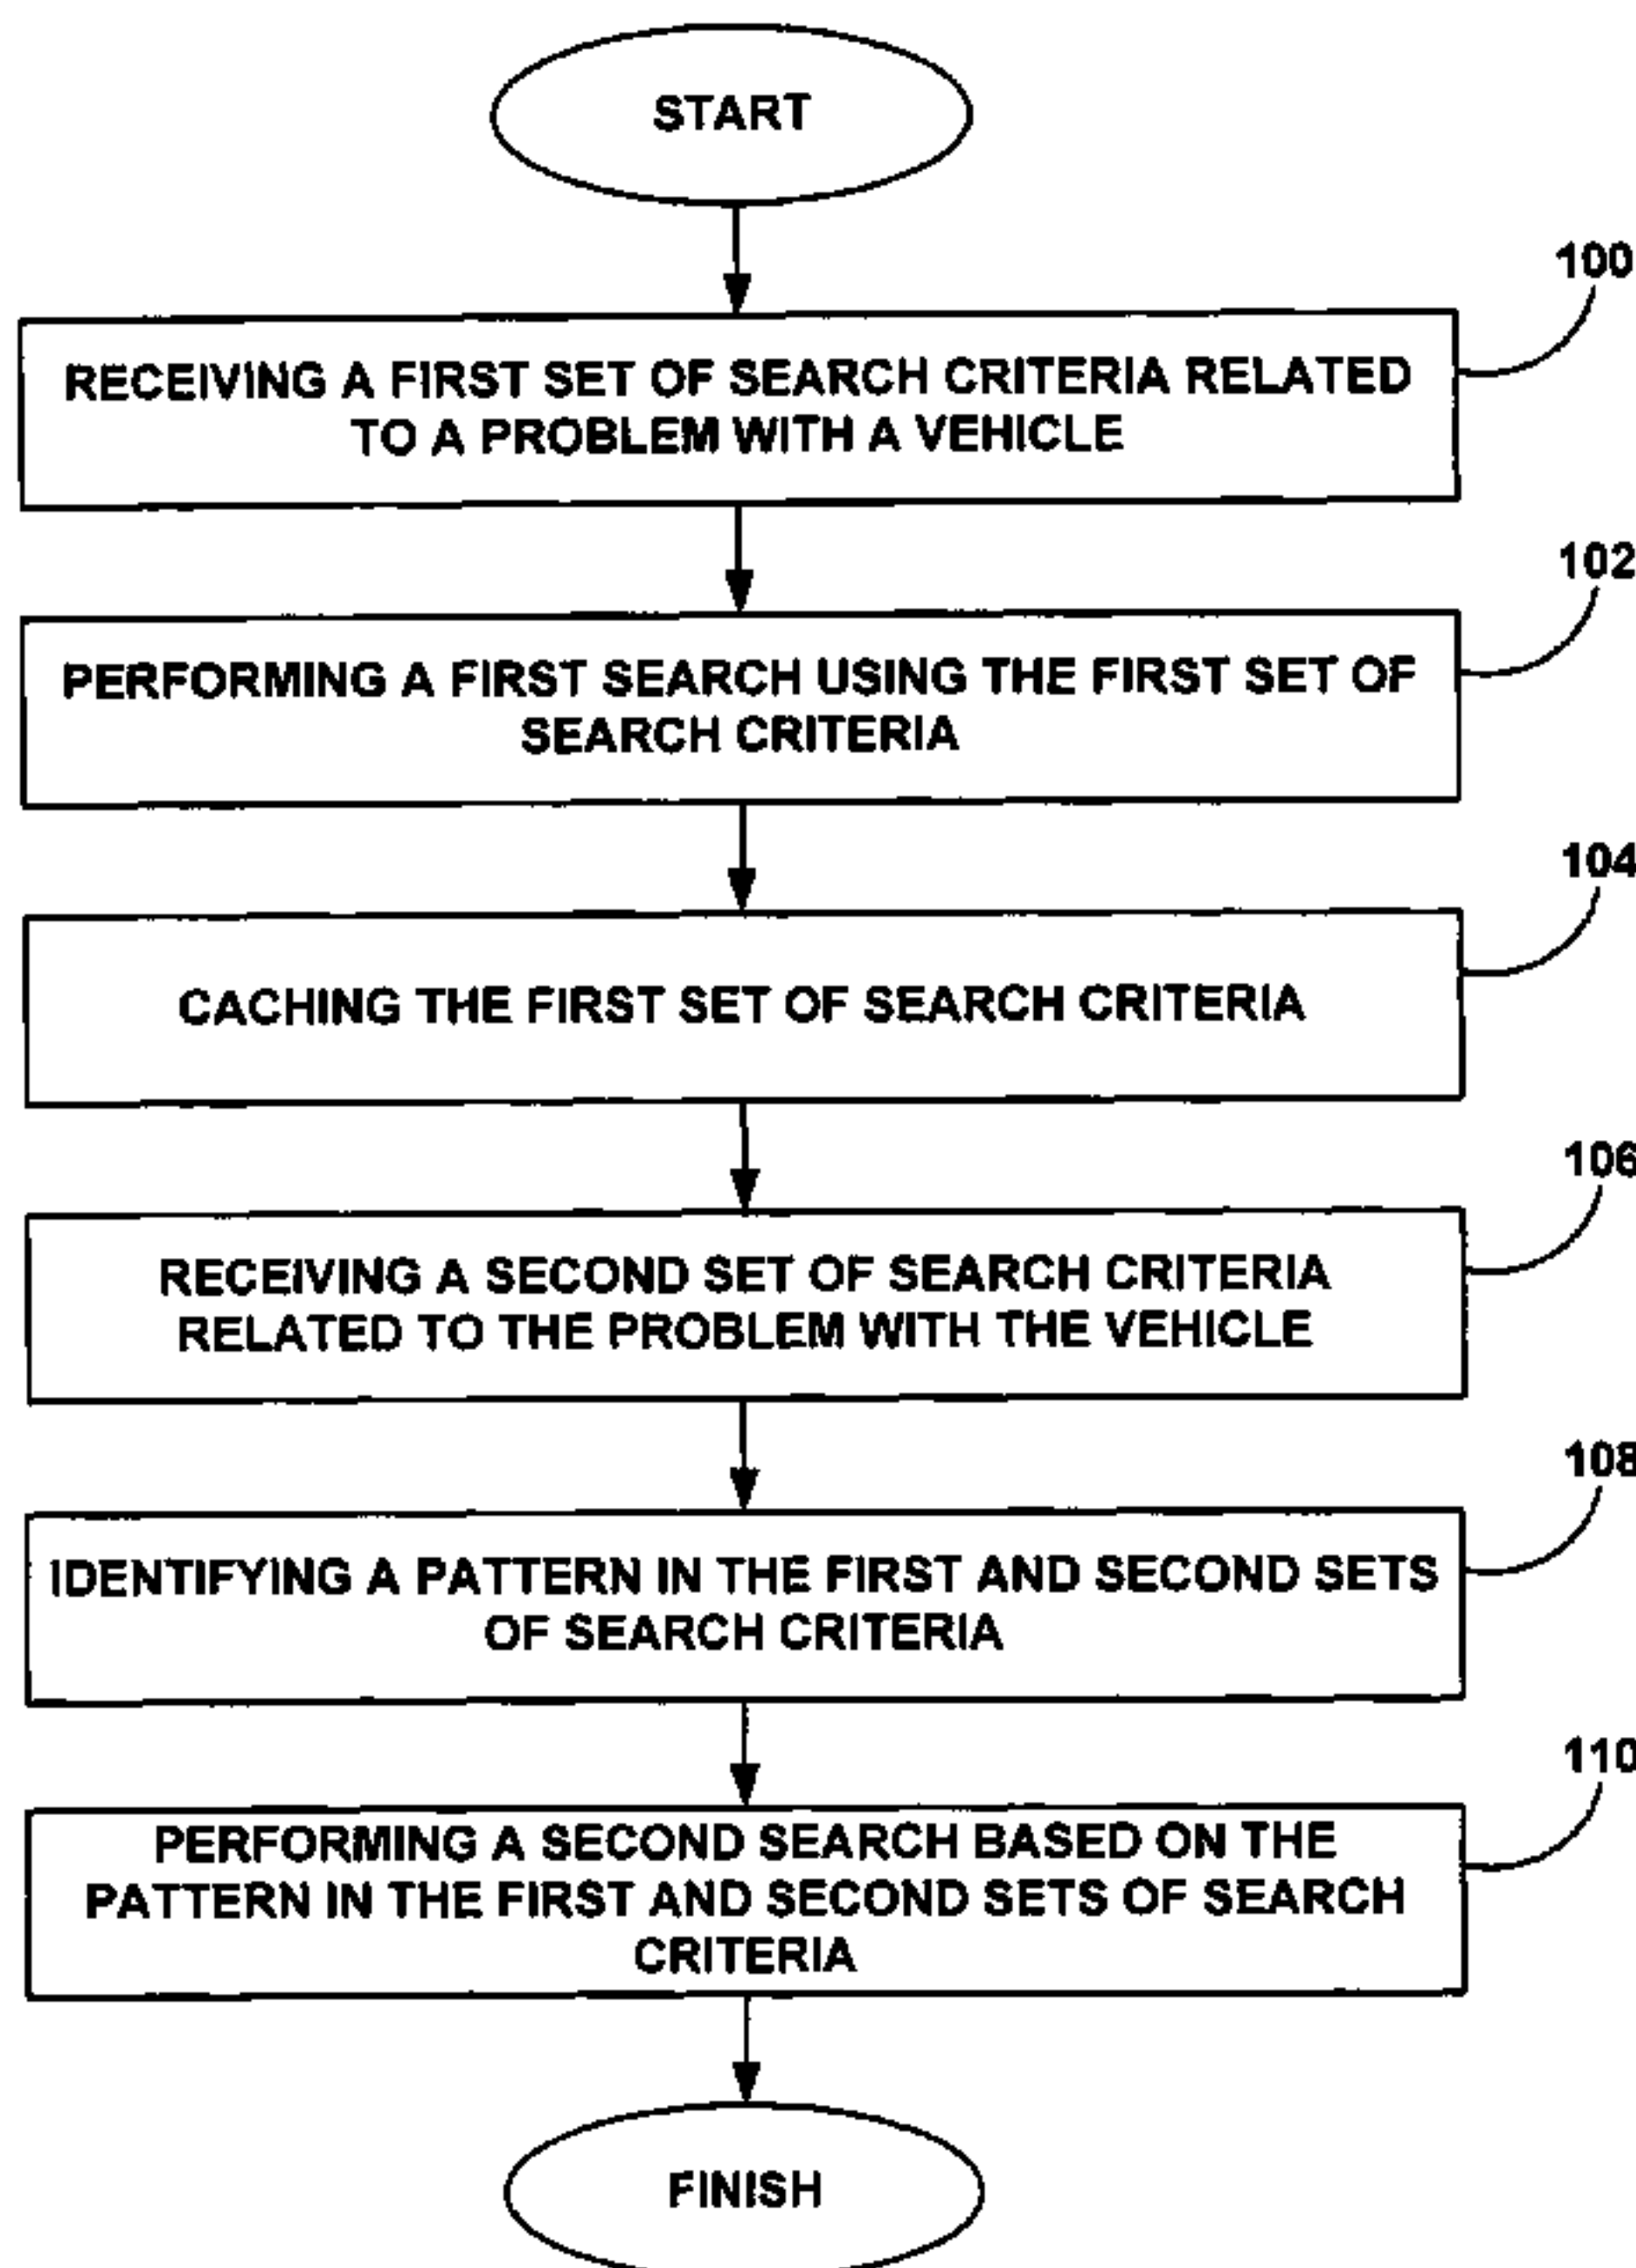 START
100
RECEIVING A FIRST SET OF SEARCH CRITERIA RELATED
TO A PROBLEM WITH A VEHICLE
102
PERFORMING A FIRST SEARCH USING THE FIRST SET OF
SEARCH CRITERIA
104
CACHING THE FIRST SET OF SEARCH CRITERIA
106
RECEIVING A SECOND SET OF SEARCH CRITERIA
RELATED TO THE PROBLEM WITH THE VEHICLE
108
IDENTIFYING A PATTERN IN THE FIRST AND SECOND SETS
OF SEARCH CRITERIA
110
PERFORMING A SECOND SEARCH BASED ON THE
PATTERN IN THE FIRST AND SECOND SETS OF SEARCH
CRITERIA
FINISH